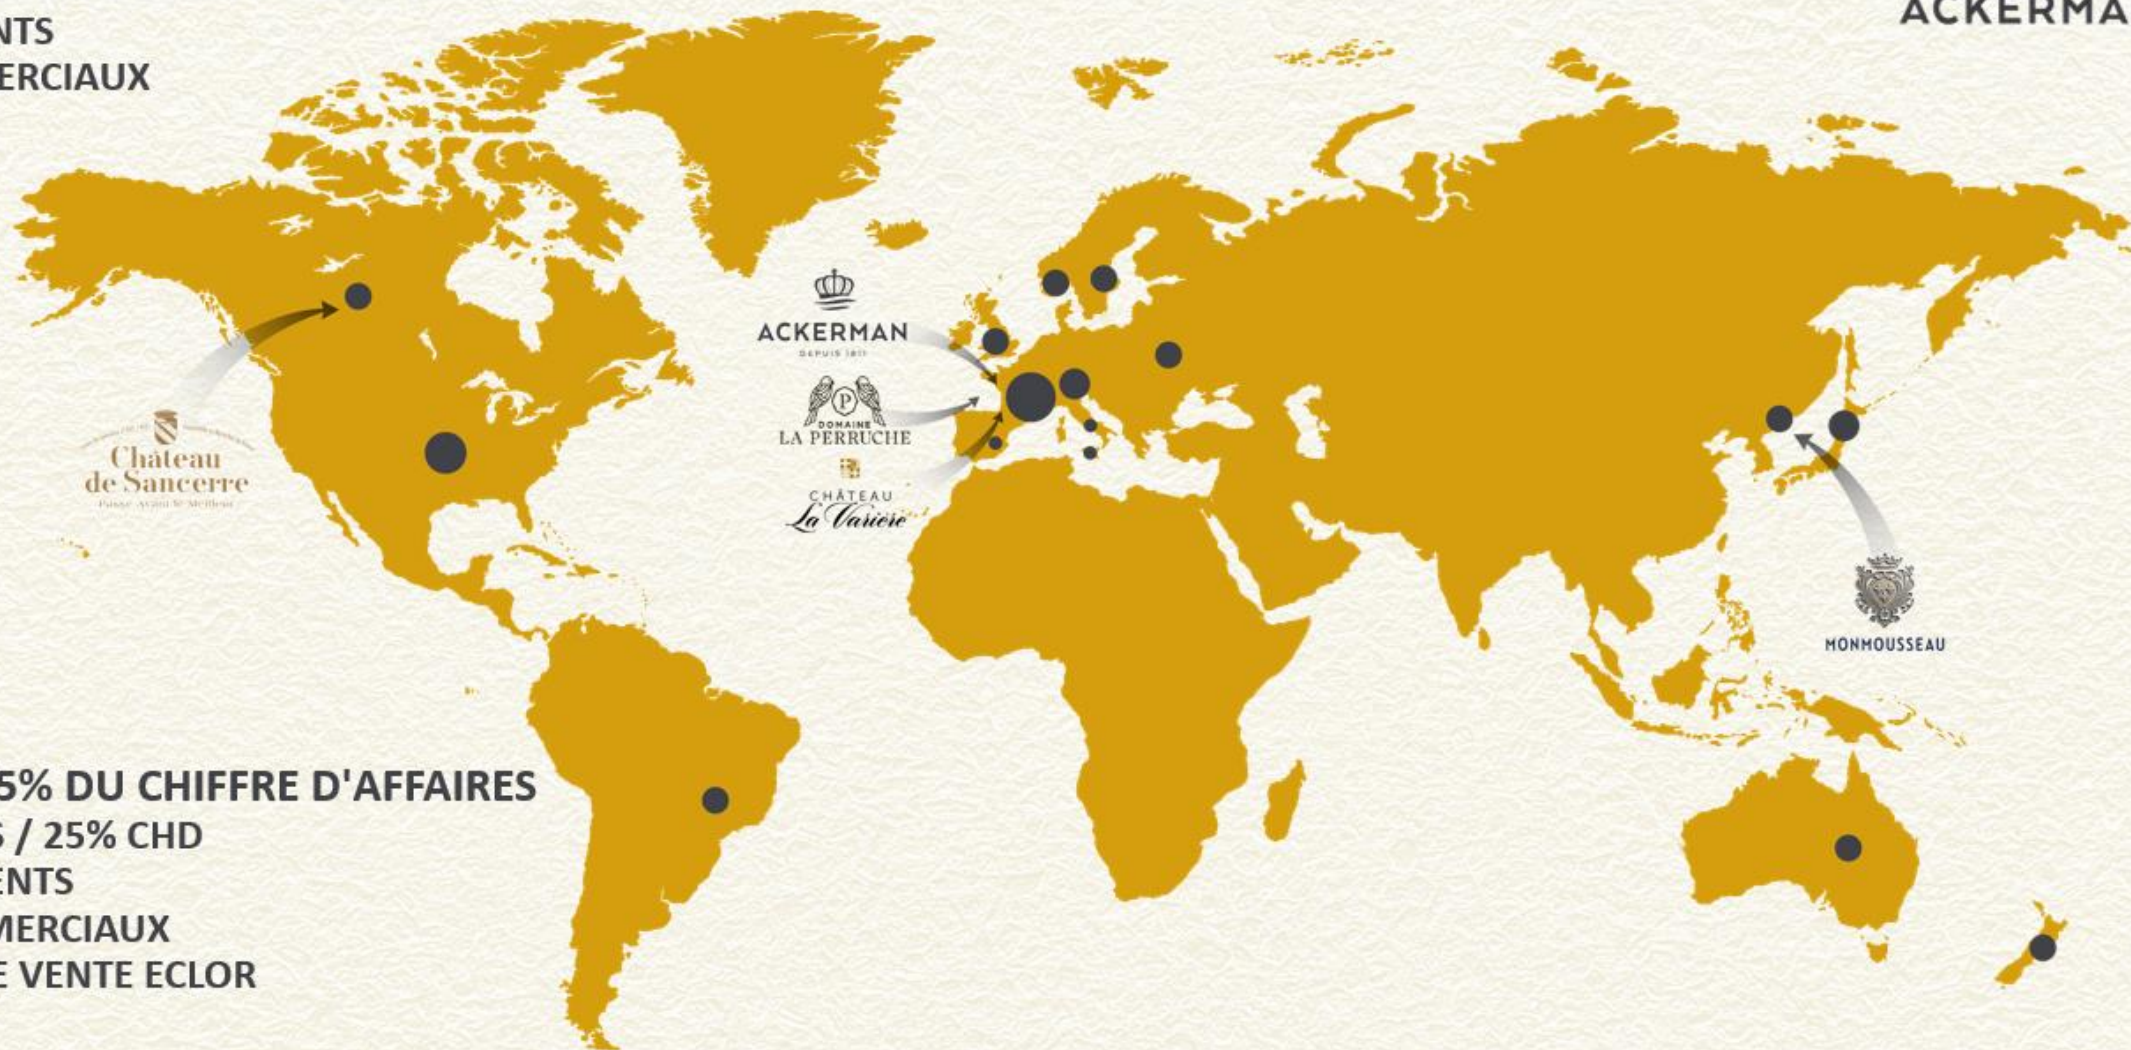 NTS
ERCIAUX
ACKERMA
ACKERMAN
DEPUIS 1811
P
DOMAINE
LA PERRUCHE
CHÂTEAU
La Varière
Château
de Sancerre
MONMOUSSEAU
5% DU CHIFFRE D'AFFAIRES
S / 25% CHD
ENTS
MERCIAUX
E VENTE ECLOR